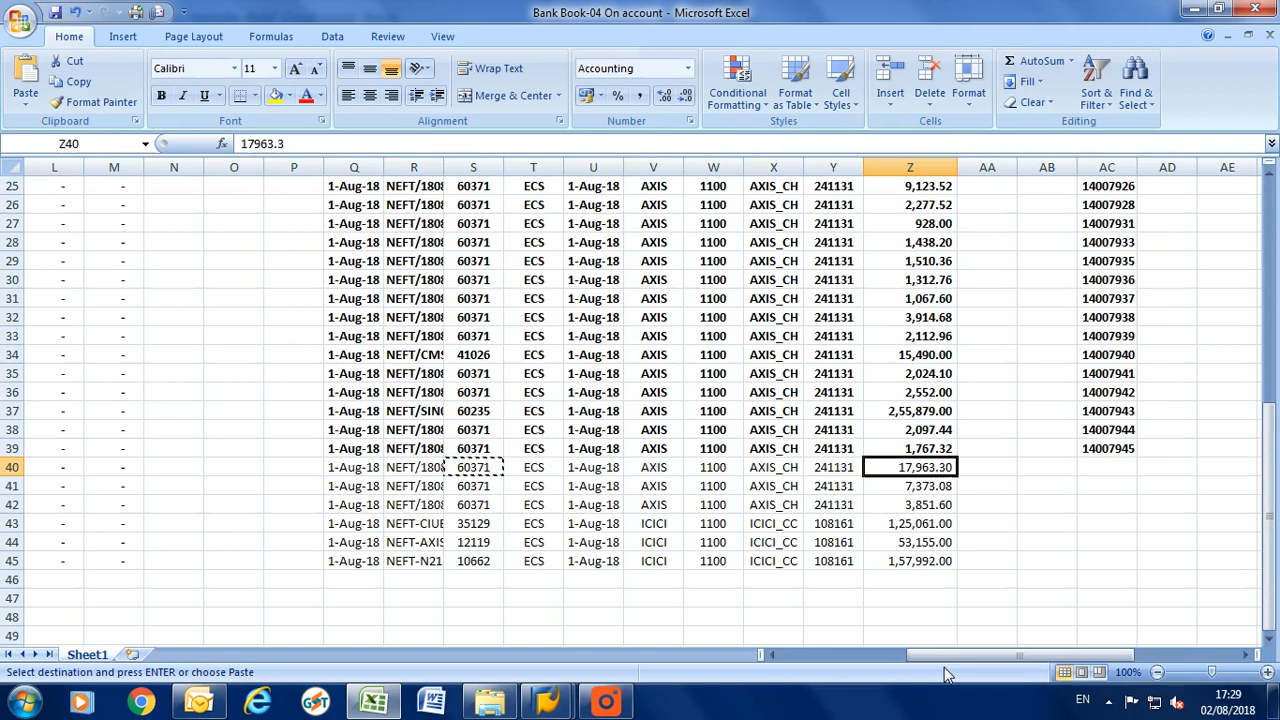 Bank Book-04 On account - Microsoft Excel
Home Insert Page Layout Formulas Data Review View
Paste Cut Copy Format Painter Clipboard
Calibri 11 B I U A Font
Wrap Text Merge & Center Alignment
Accounting % , Number
Conditional Formatting Format as Table Cell Styles Styles
Insert Delete Format Cells
Σ AutoSum Fill Clear Sort & Filter Find & Select Editing
Z40 fx 17963.3
L M N O P Q R S T U V W X Y Z AA AB AC AD AE
25 - - 1-Aug-18 NEFT/1808 60371 ECS 1-Aug-18 AXIS 1100 AXIS_CH 241131 9,123.52 14007926
26 - - 1-Aug-18 NEFT/1808 60371 ECS 1-Aug-18 AXIS 1100 AXIS_CH 241131 2,277.52 14007928
27 - - 1-Aug-18 NEFT/1808 60371 ECS 1-Aug-18 AXIS 1100 AXIS_CH 241131 928.00 14007931
28 - - 1-Aug-18 NEFT/1808 60371 ECS 1-Aug-18 AXIS 1100 AXIS_CH 241131 1,438.20 14007933
29 - - 1-Aug-18 NEFT/1808 60371 ECS 1-Aug-18 AXIS 1100 AXIS_CH 241131 1,510.36 14007935
30 - - 1-Aug-18 NEFT/1808 60371 ECS 1-Aug-18 AXIS 1100 AXIS_CH 241131 1,312.76 14007936
31 - - 1-Aug-18 NEFT/1808 60371 ECS 1-Aug-18 AXIS 1100 AXIS_CH 241131 1,067.60 14007937
32 - - 1-Aug-18 NEFT/1808 60371 ECS 1-Aug-18 AXIS 1100 AXIS_CH 241131 3,914.68 14007938
33 - - 1-Aug-18 NEFT/1808 60371 ECS 1-Aug-18 AXIS 1100 AXIS_CH 241131 2,112.96 14007939
34 - - 1-Aug-18 NEFT/CMS 41026 ECS 1-Aug-18 AXIS 1100 AXIS_CH 241131 15,490.00 14007940
35 - - 1-Aug-18 NEFT/1808 60371 ECS 1-Aug-18 AXIS 1100 AXIS_CH 241131 2,024.10 14007941
36 - - 1-Aug-18 NEFT/1808 60371 ECS 1-Aug-18 AXIS 1100 AXIS_CH 241131 2,552.00 14007942
37 - - 1-Aug-18 NEFT/SIN0 60235 ECS 1-Aug-18 AXIS 1100 AXIS_CH 241131 2,55,879.00 14007943
38 - - 1-Aug-18 NEFT/1808 60371 ECS 1-Aug-18 AXIS 1100 AXIS_CH 241131 2,097.44 14007944
39 - - 1-Aug-18 NEFT/1808 60371 ECS 1-Aug-18 AXIS 1100 AXIS_CH 241131 1,767.32 14007945
40 - - 1-Aug-18 NEFT/1808 60371 ECS 1-Aug-18 AXIS 1100 AXIS_CH 241131 17,963.30
41 - - 1-Aug-18 NEFT/1808 60371 ECS 1-Aug-18 AXIS 1100 AXIS_CH 241131 7,373.08
42 - - 1-Aug-18 NEFT/1808 60371 ECS 1-Aug-18 AXIS 1100 AXIS_CH 241131 3,851.60
43 - - 1-Aug-18 NEFT-CIUB 35129 ECS 1-Aug-18 ICICI 1100 ICICI_CC 108161 1,25,061.00
44 - - 1-Aug-18 NEFT-AXIS 12119 ECS 1-Aug-18 ICICI 1100 ICICI_CC 108161 53,155.00
45 - - 1-Aug-18 NEFT-N21 10662 ECS 1-Aug-18 ICICI 1100 ICICI_CC 108161 1,57,992.00
46
47
48
49
Sheet1
Select destination and press ENTER or choose Paste 100%
GST EN 17:29
02/08/2018